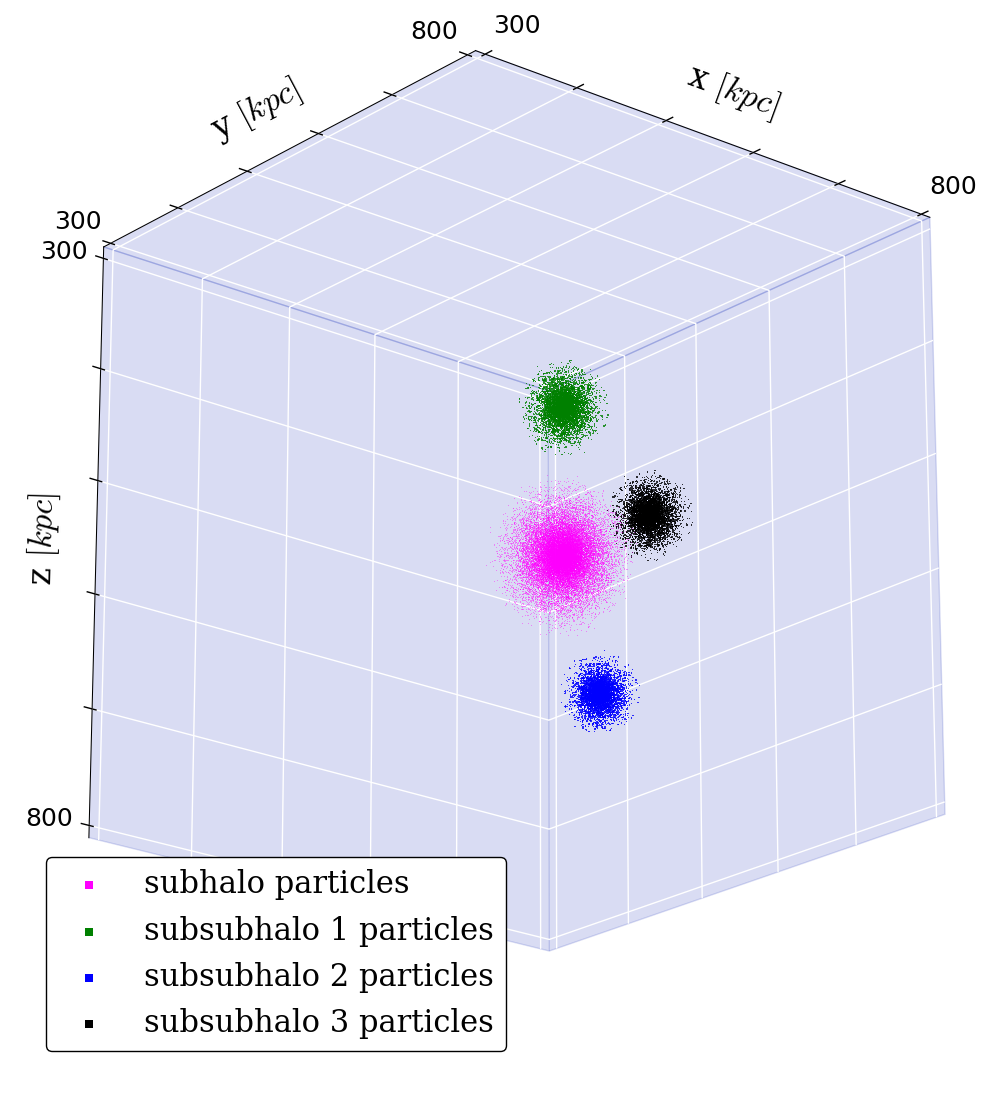 800 300
y [kpc]
x [kpc]
800
300
300
z [kpc]
800
subhalo particles
subsubhalo 1 particles
subsubhalo 2 particles
subsubhalo 3 particles